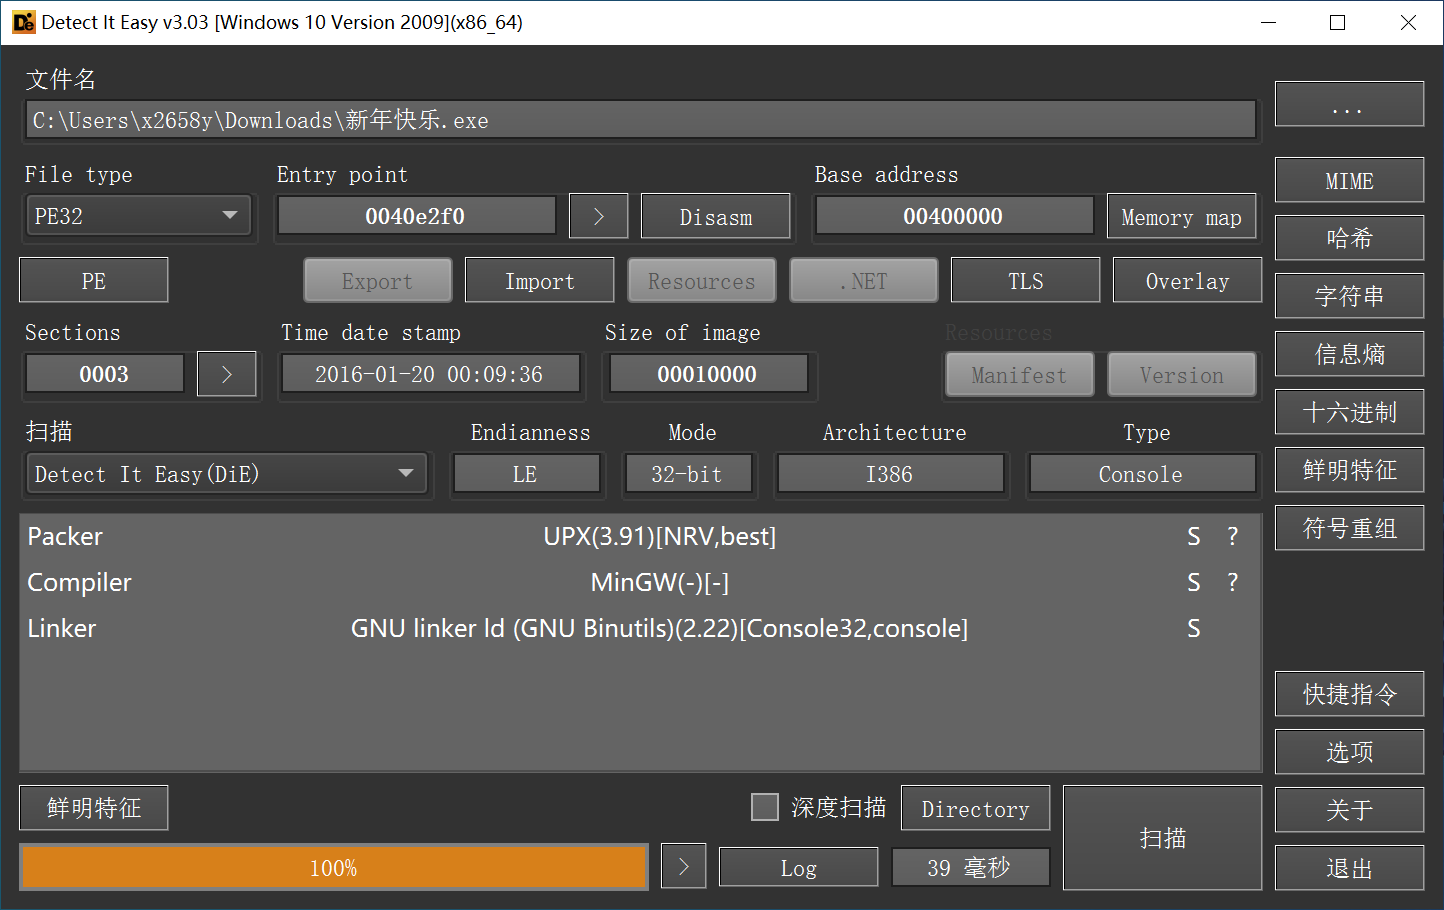 Detect It Easy v3.03 [Windows 10 Version 2009](x86_64)
文件名
C:\Users\x2658y\Downloads\新年快乐.exe
...
File type
Entry point
Base address
PE32
0040e2f0
>
Disasm
00400000
Memory map
MIME
哈希
PE
Export
Import
Resources
.NET
TLS
Overlay
字符串
Sections
Time date stamp
Size of image
Resources
0003
>
2016-01-20 00:09:36
00010000
Manifest
Version
信息熵
十六进制
扫描
Endianness
Mode
Architecture
Type
Detect It Easy(DiE)
LE
32-bit
I386
Console
鲜明特征
符号重组
Packer UPX(3.91)[NRV,best] S ?
Compiler MinGW(-)[-] S ?
Linker GNU linker ld (GNU Binutils)(2.22)[Console32,console] S
快捷指令
选项
鲜明特征
深度扫描
Directory
扫描
关于
100%
>
Log
39 毫秒
退出